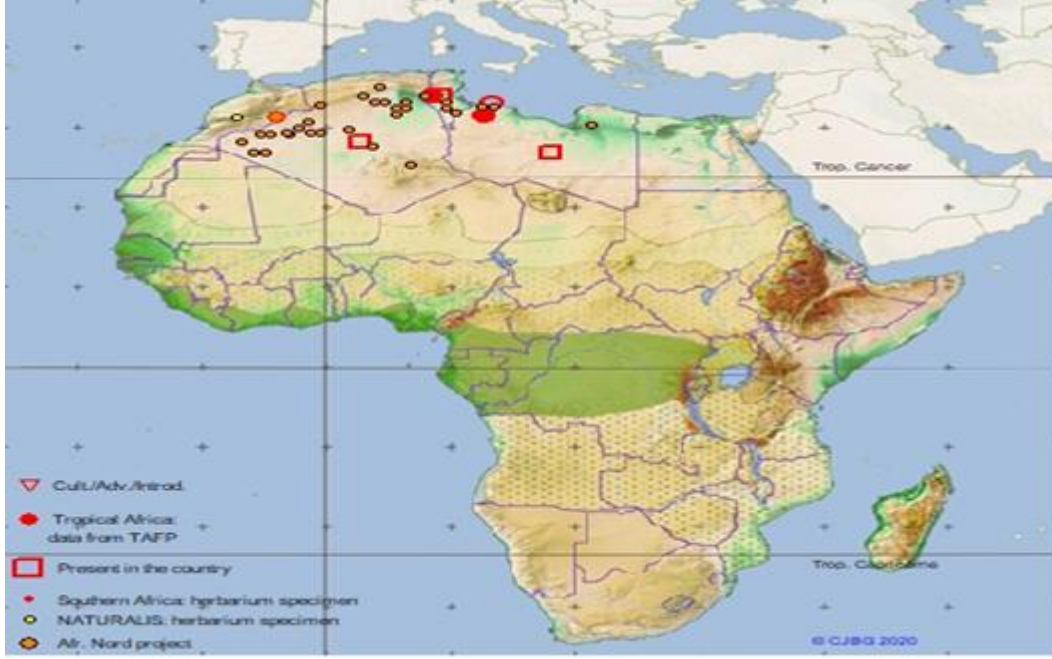 Trop. Cancer
Cult./Adv./Introd.
Tropical Africa:
data from TAFP
Present in the country
Southern Africa: herbarium specimen
NATURALIS: herbarium specimen
Afr. Nord project
Trop. Capricorne
© CJBG 2020